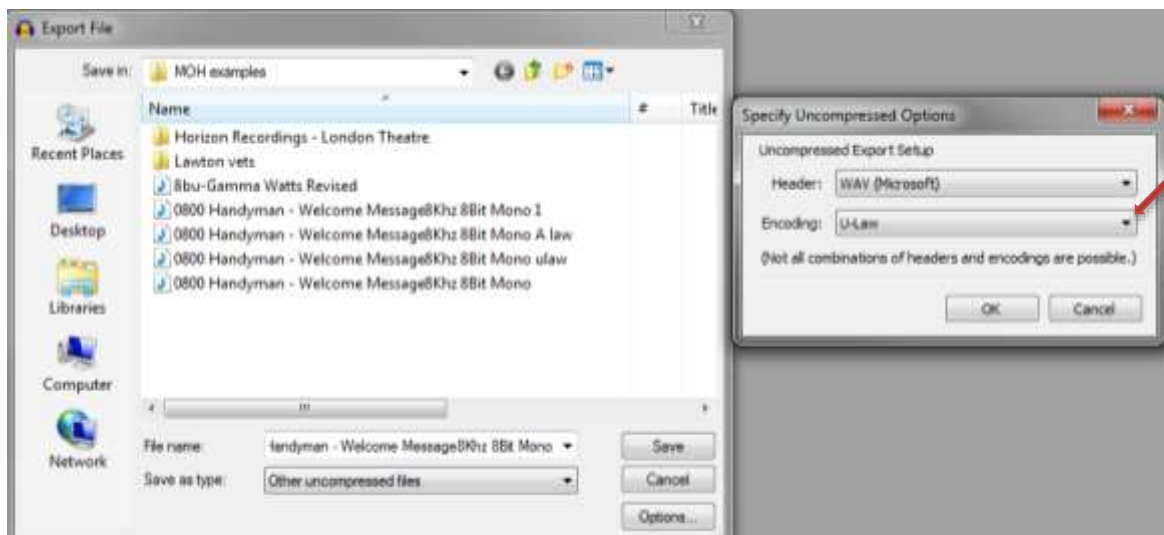 Export File
Save in: MOH examples
Name # Title
Recent Places
Desktop
Libraries
Computer
Network
Horizon Recordings - London Theatre
Lawton vets
8bu-Gamma Watts Revised
0800 Handyman - Welcome Message8Khz 8Bit Mono 1
0800 Handyman - Welcome Message8Khz 8Bit Mono A law
0800 Handyman - Welcome Message8Khz 8Bit Mono ulaw
0800 Handyman - Welcome Message8Khz 8Bit Mono
File name: Handyman - Welcome Message8Khz 8Bit Mono Save
Save as type: Other uncompressed files Cancel
Options...
Specify Uncompressed Options
Uncompressed Export Setup
Header: WAV (Microsoft)
Encoding: U-Law
(Not all combinations of headers and encodings are possible.)
OK Cancel